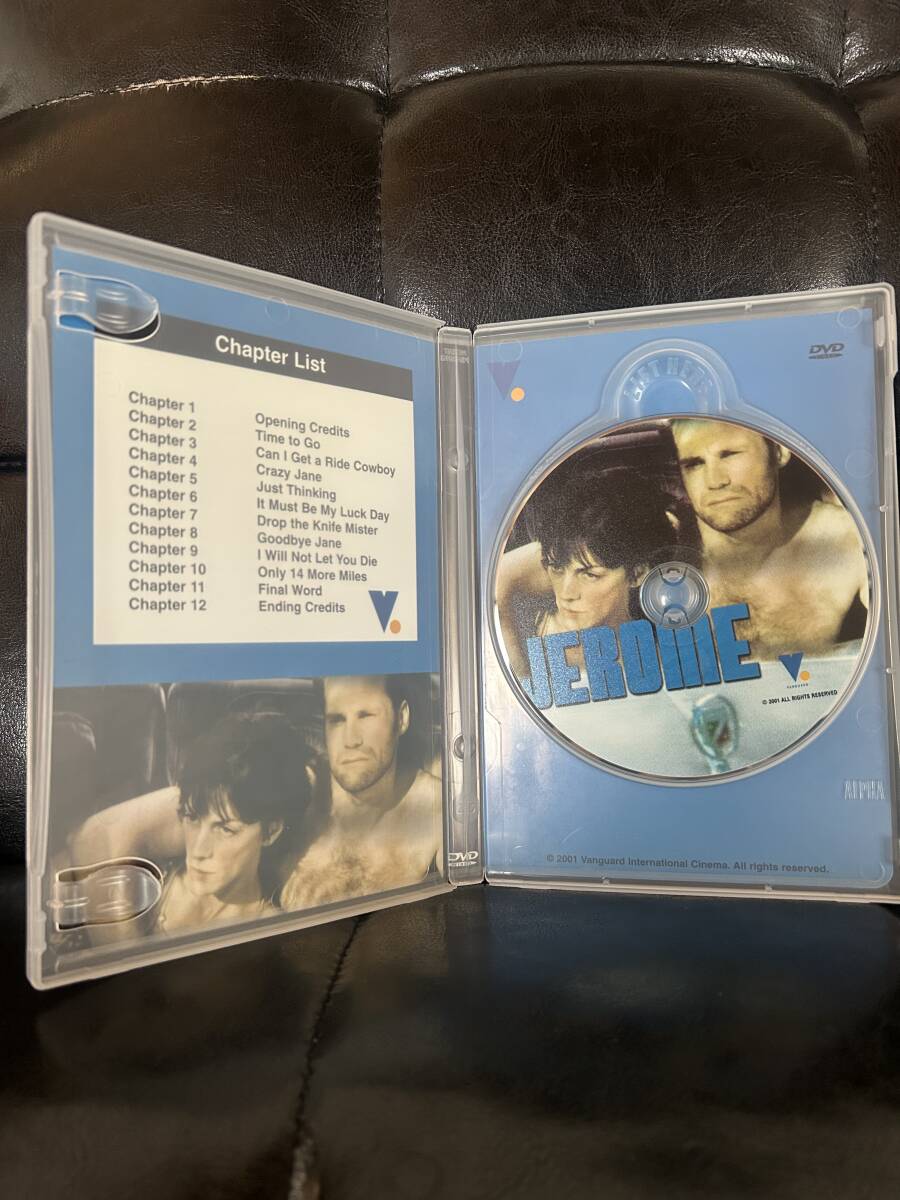 Chapter List
Chapter 1 Opening Credits
Chapter 2 Time to Go
Chapter 3 Can I Get a Ride Cowboy
Chapter 4 Crazy Jane
Chapter 5 Just Thinking
Chapter 6 It Must Be My Luck Day
Chapter 7 Drop the Knife Mister
Chapter 8 Goodbye Jane
Chapter 9 I Will Not Let You Die
Chapter 10 Only 14 More Miles
Chapter 11 Final Word
Chapter 12 Ending Credits
V.
DVD
V.
DVD
JEROME
V.
VANGUARD
© 2001 ALL RIGHTS RESERVED
ALPHA
© 2001 Vanguard International Cinema. All rights reserved.